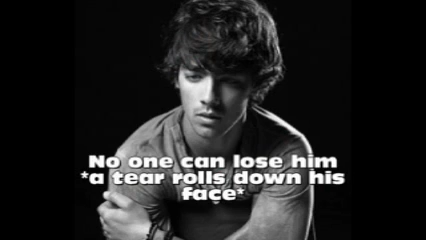 No one can lose him
*a tear rolls down his
face*